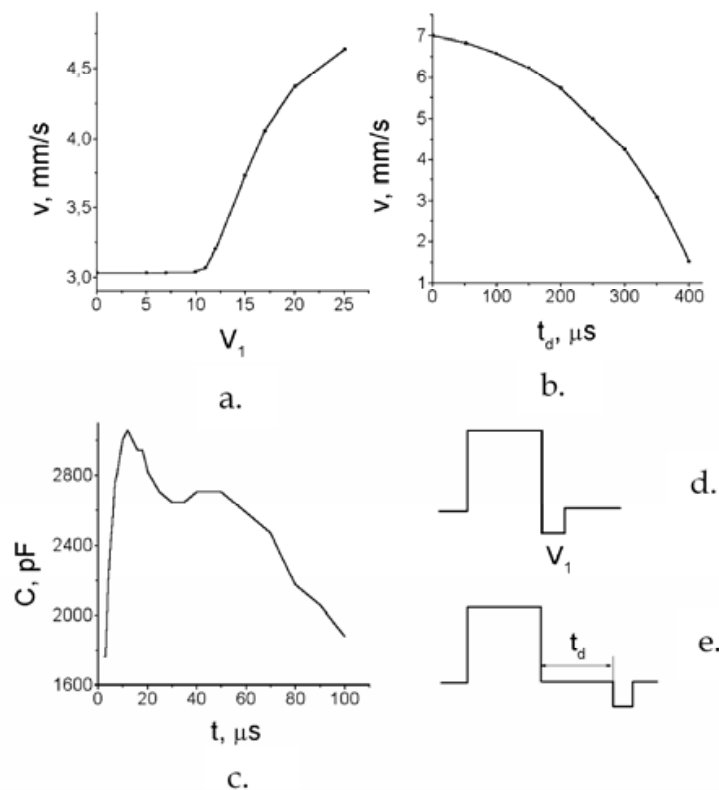 v, mm/s
4,5
4,0
3,5
3,0
0 5 10 15 20 25
V1
a.
v, mm/s
7
6
5
4
3
2
1
0 100 200 300 400
td, μs
b.
C, pF
2800
2400
2000
1600
0 20 40 60 80 100
t, μs
c.
V1
d.
td
e.